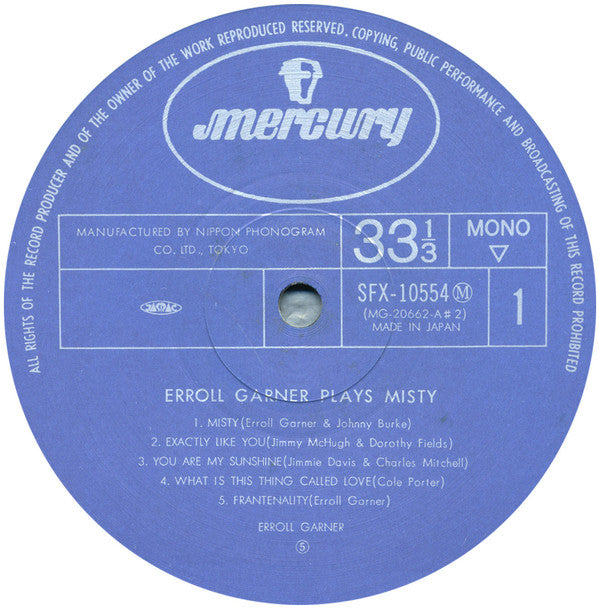 ALL RIGHTS OF THE RECORD PRODUCER AND OF THE OWNER OF THE WORK REPRODUCED RESERVED. COPYING, PUBLIC PERFORMANCE AND BROADCASTING OF THIS RECORD PROHIBITED
mercury
MANUFACTURED BY NIPPON PHONOGRAM
CO. LTD., TOKYO
33 1/3
MONO
▽
JASRAC
SFX-10554Ⓜ
(MG-20662-A#2)
MADE IN JAPAN
1
ERROLL GARNER PLAYS MISTY
1. MISTY(Erroll Garner & Johnny Burke)
2. EXACTLY LIKE YOU(Jimmy McHugh & Dorothy Fields)
3. YOU ARE MY SUNSHINE(Jimmie Davis & Charles Mitchell)
4. WHAT IS THIS THING CALLED LOVE(Cole Porter)
5. FRANTENALITY(Erroll Garner)
ERROLL GARNER
⑤